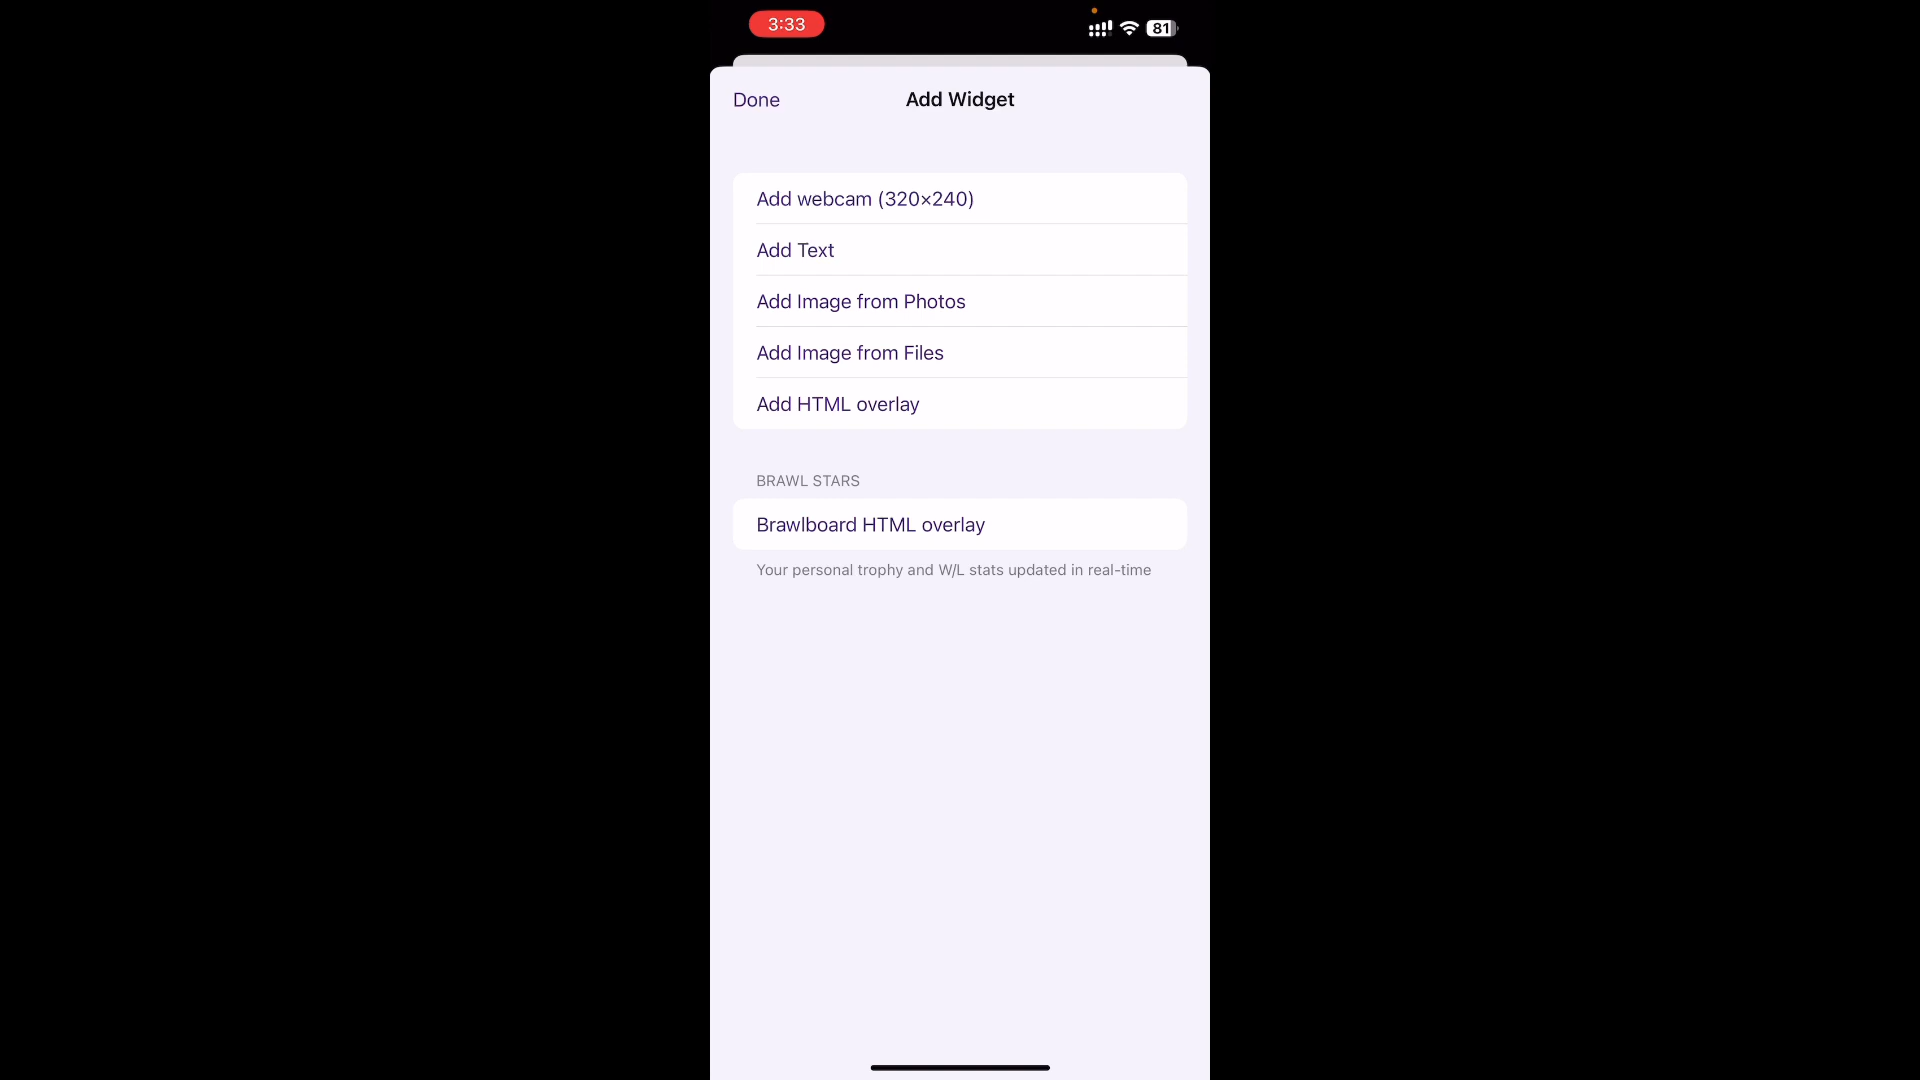 3:33
81
Done
Add Widget
Add webcam (320×240)
Add Text
Add Image from Photos
Add Image from Files
Add HTML overlay
BRAWL STARS
Brawlboard HTML overlay
Your personal trophy and W/L stats updated in real-time